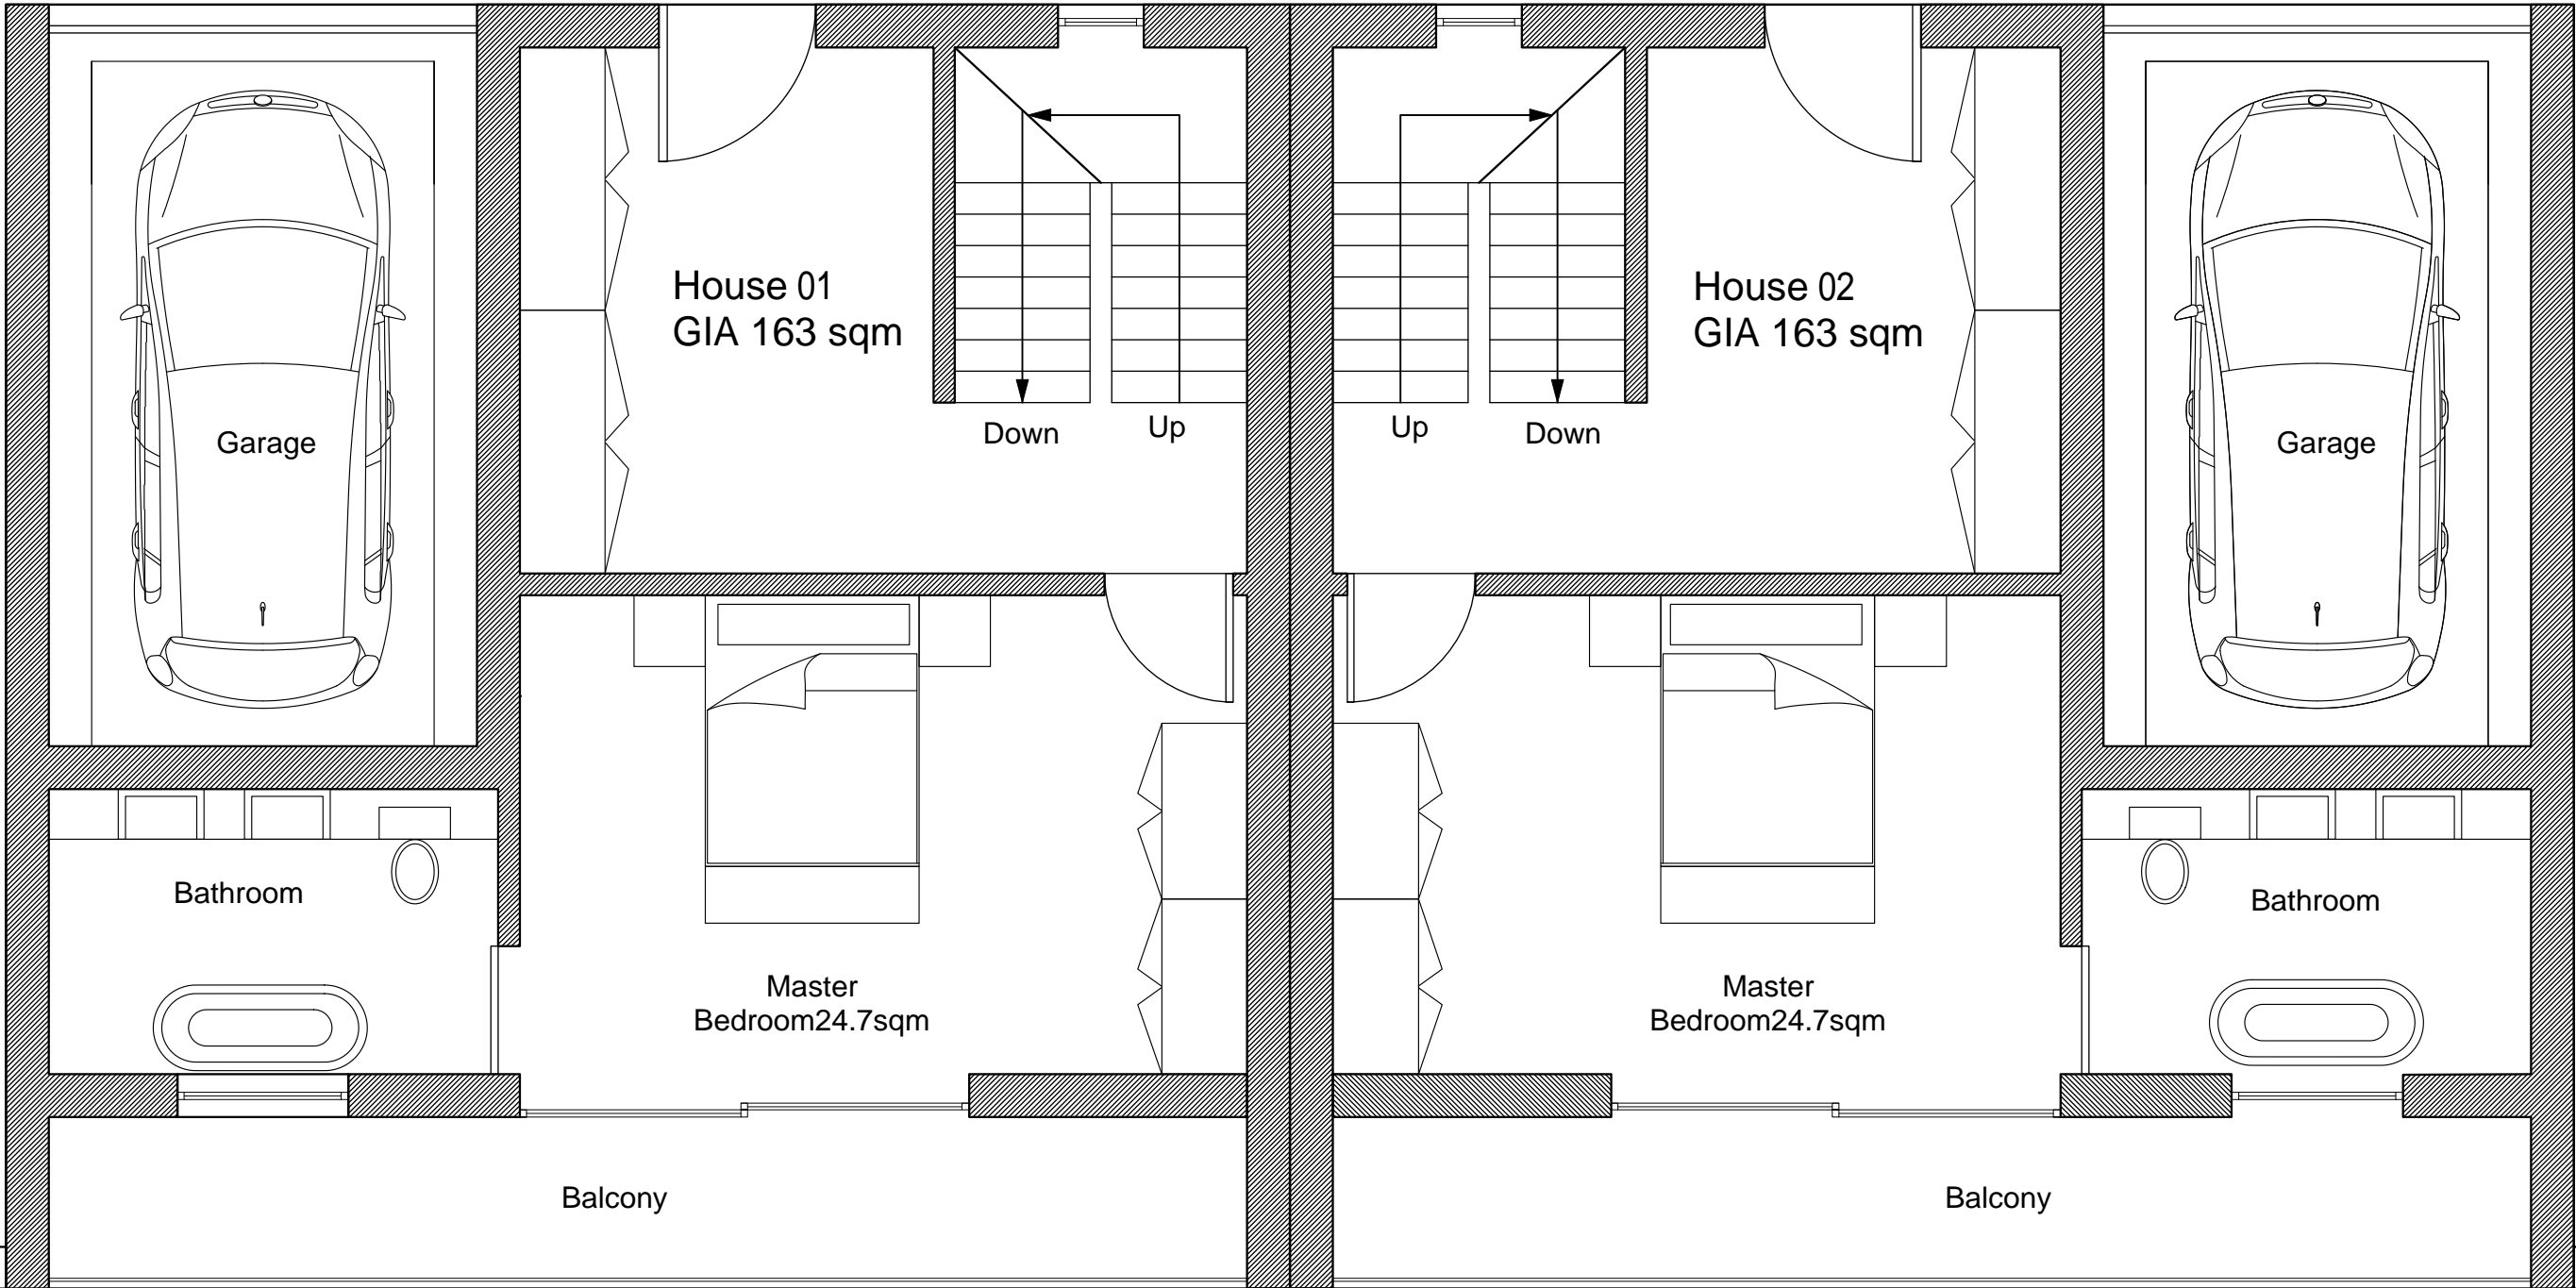 House 01
GIA 163 sqm
House 02
GIA 163 sqm
Garage
Down
Up
Up
Down
Garage
Bathroom
Bathroom
Master
Bedroom24.7sqm
Master
Bedroom24.7sqm
Balcony
Balcony